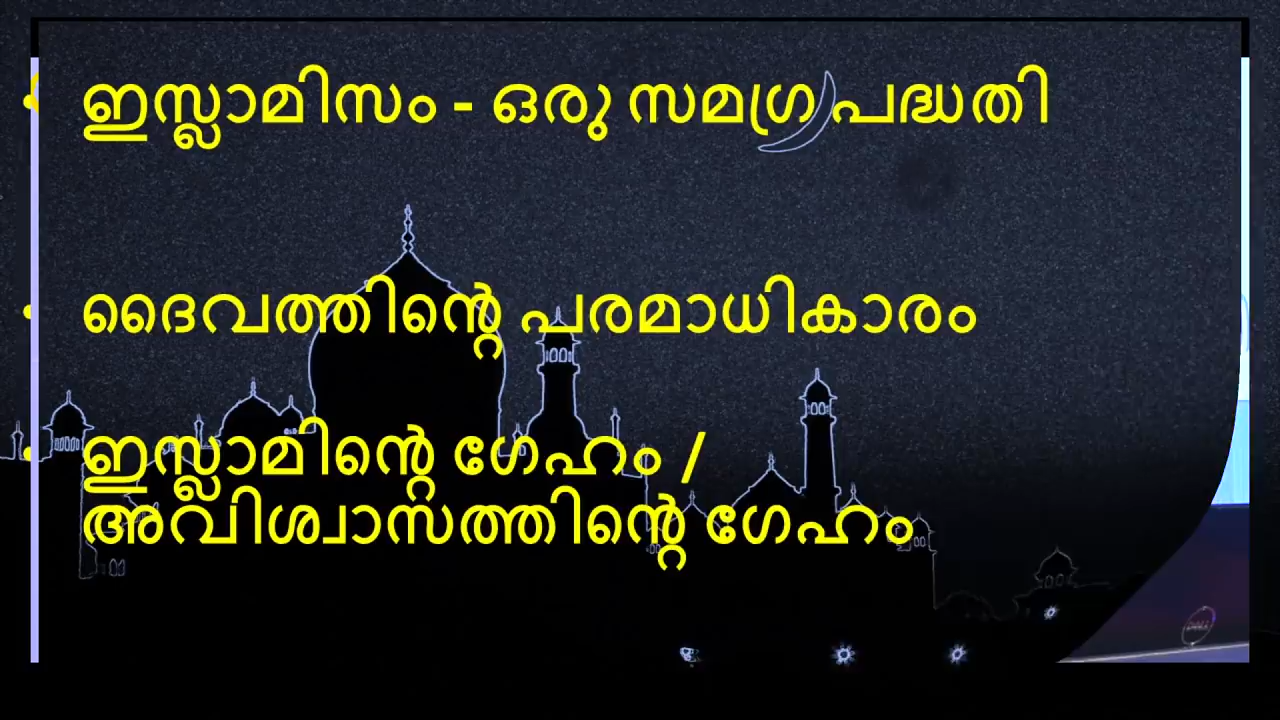 ഇസ്ലാമിസം - ഒരു സമഗ്ര പദ്ധതി
ദൈവത്തിന്റെ പരമാധികാരം
ഇസ്ലാമിന്റെ ഗേഹം /
അവിശ്വാസത്തിന്റെ ഗേഹം